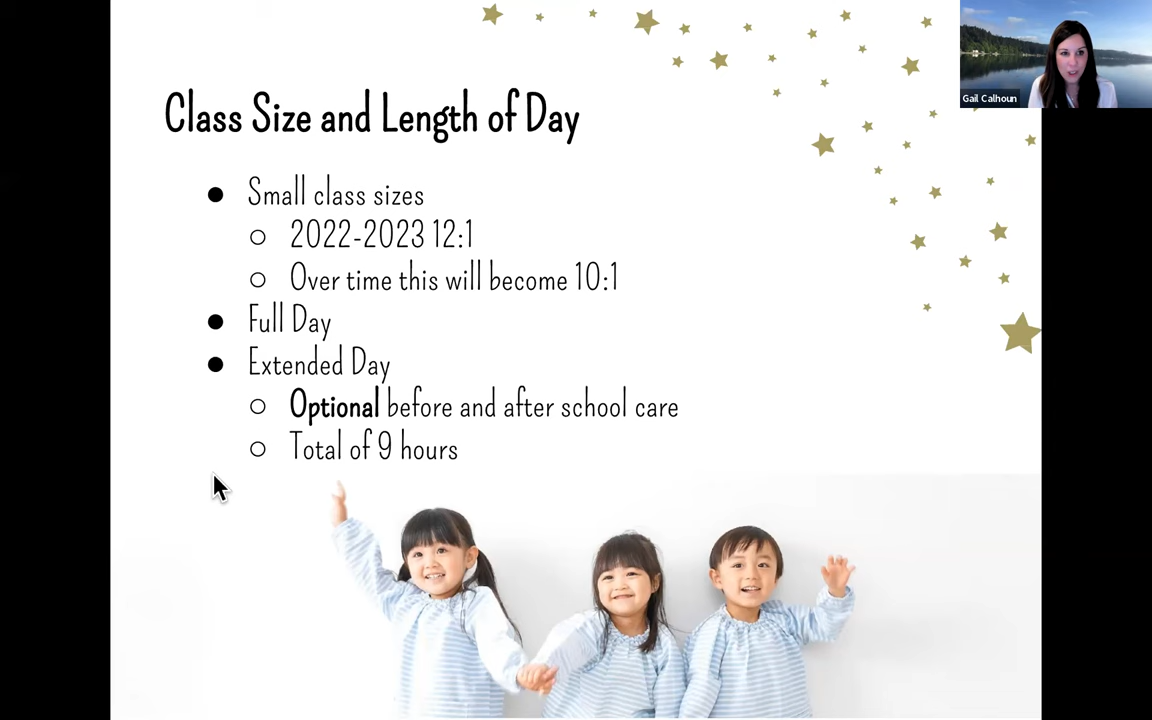 Class Size and Length of Day
● Small class sizes
○ 2022-2023 12:1
○ Over time this will become 10:1
● Full Day
● Extended Day
○ Optional before and after school care
○ Total of 9 hours
Gail Calhoun